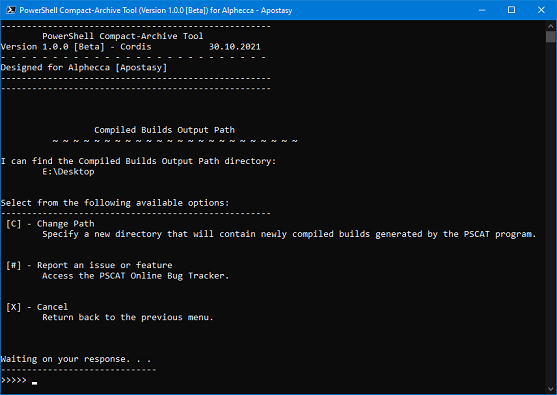 PowerShell Compact-Archive Tool (Version 1.0.0 [Beta]) for Alphecca - Apostasy
----------------------------------------------------
PowerShell Compact-Archive Tool
Version 1.0.0 [Beta] - Cordis 30.10.2021
- - - - - - - - - - - - - - - - - - - - - - - - - -
Designed for Alphecca [Apostasy]
----------------------------------------------------
----------------------------------------------------
Compiled Builds Output Path
~ ~ ~ ~ ~ ~ ~ ~ ~ ~ ~ ~ ~ ~ ~ ~ ~ ~ ~ ~ ~ ~ ~ ~
I can find the Compiled Builds Output Path directory:
E:\Desktop
Select from the following available options:
----------------------------------------------------
[C] - Change Path
Specify a new directory that will contain newly compiled builds generated by the PSCAT program.
[#] - Report an issue or feature
Access the PSCAT Online Bug Tracker.
[X] - Cancel
Return back to the previous menu.
Waiting on your response. . .
------------------------------
>>>>> _